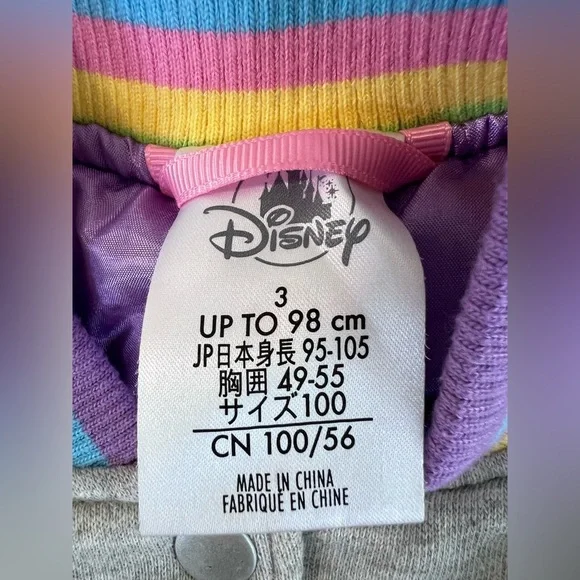 Disney
3
UP TO 98 cm
JP日本身長 95-105
胸囲 49-55
サイズ100
CN 100/56
MADE IN CHINA
FABRIQUÉ EN CHINE